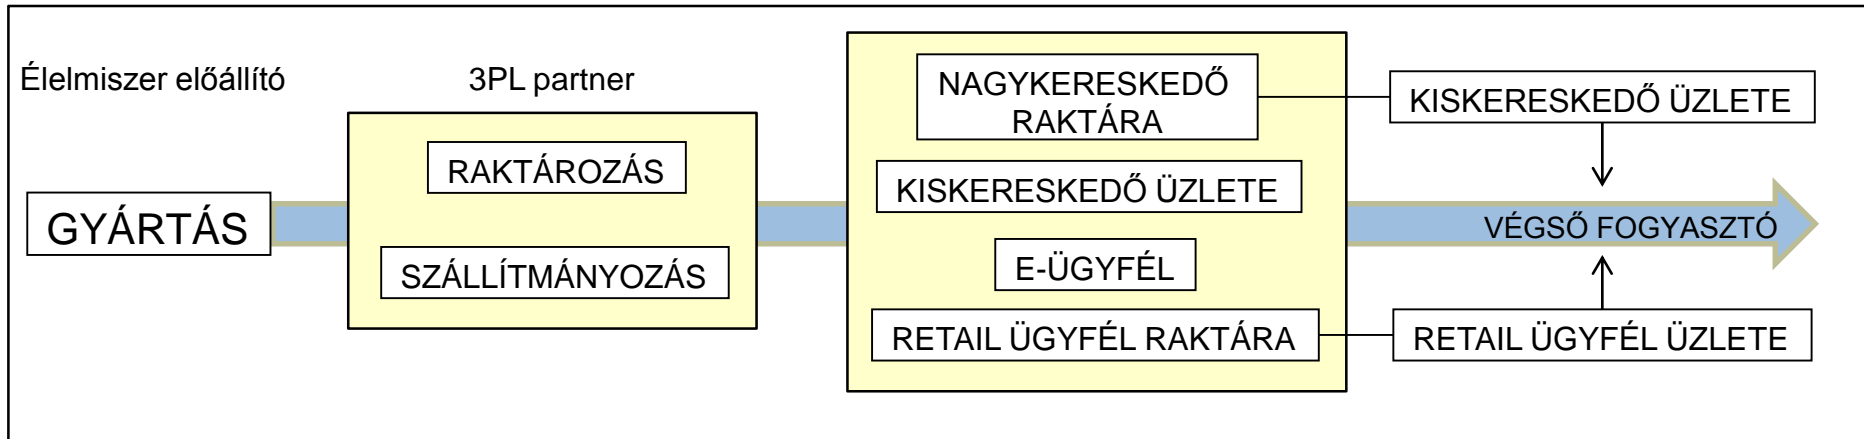 Élelmiszer előállító
3PL partner
GYÁRTÁS
RAKTÁROZÁS
SZÁLLÍTMÁNYOZÁS
NAGYKERESKEDŐ
RAKTÁRA
KISKERESKEDŐ ÜZLETE
E-ÜGYFÉL
RETAIL ÜGYFÉL RAKTÁRA
KISKERESKEDŐ ÜZLETE
VÉGSŐ FOGYASZTÓ
RETAIL ÜGYFÉL ÜZLETE